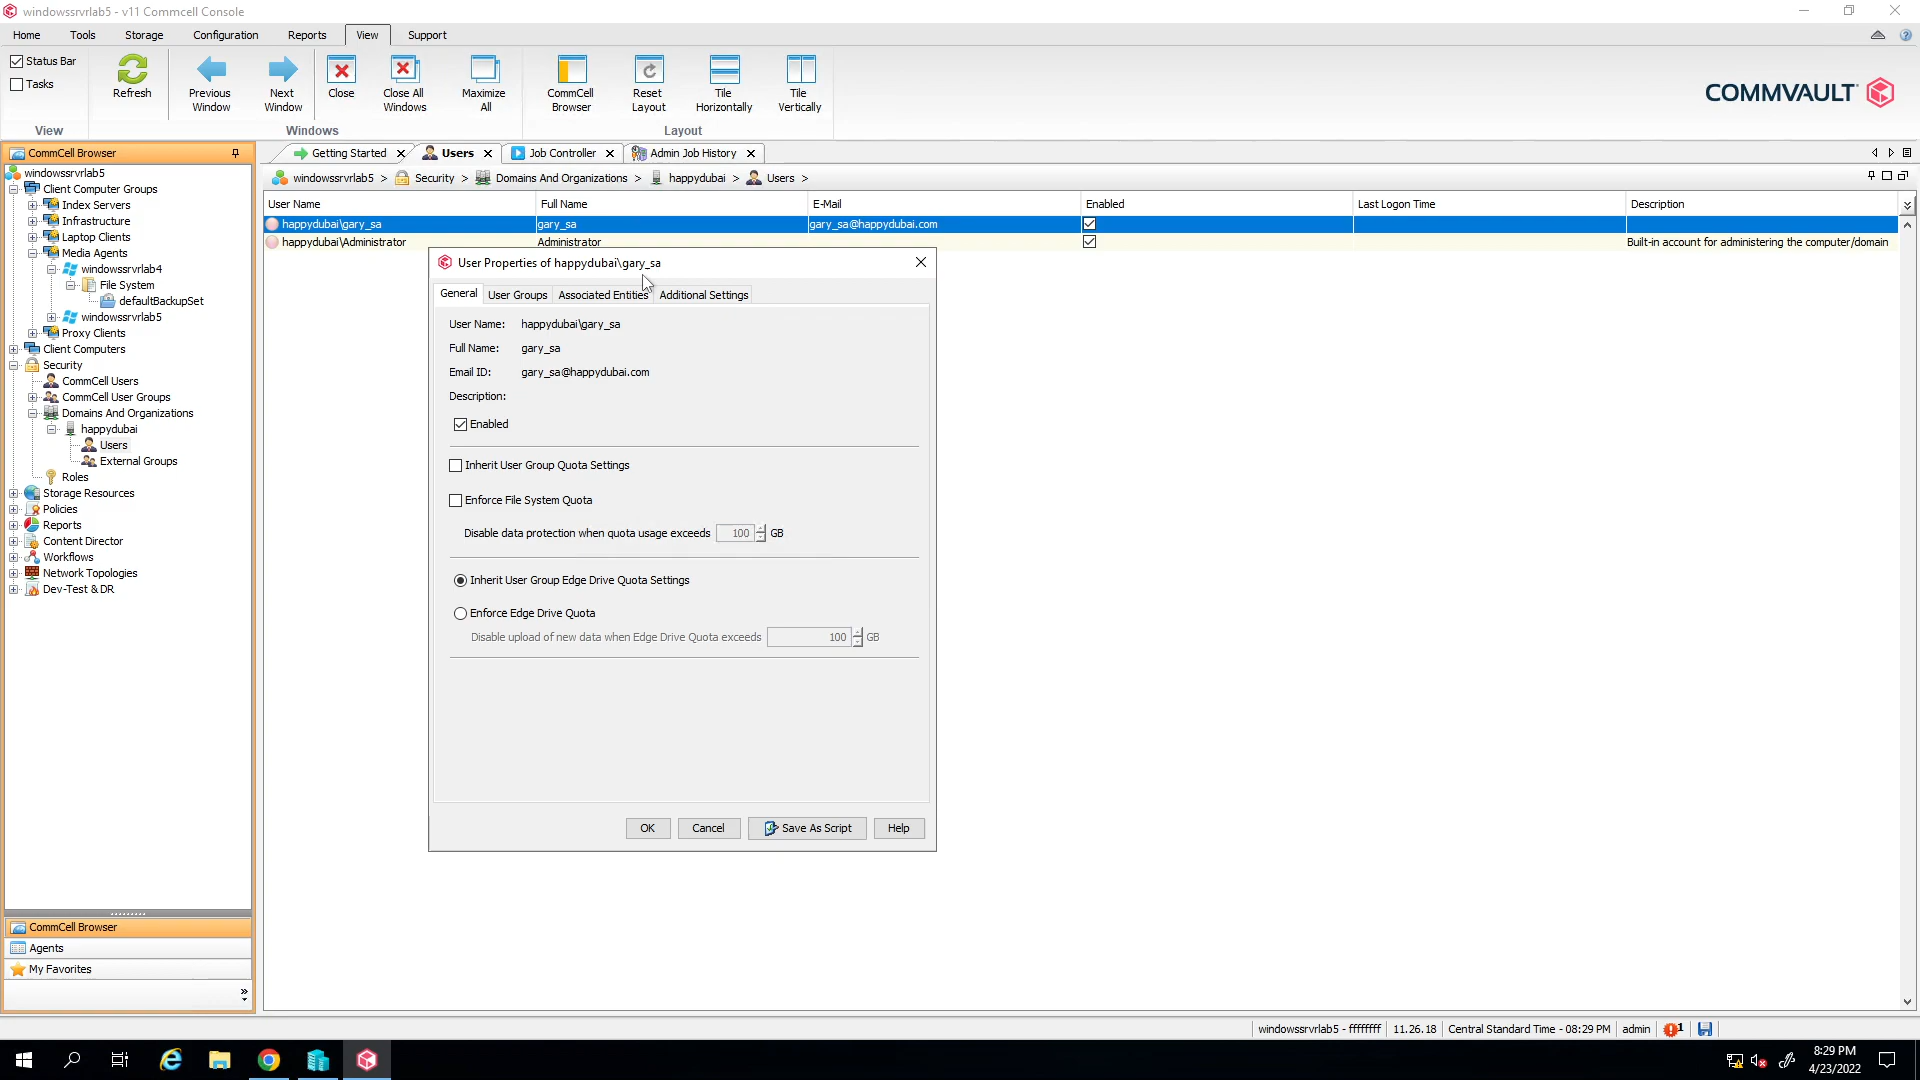 windowssrvrlab5 - v11 Commcell Console
Home Tools Storage Configuration Reports View Support
Status Bar
Tasks
Refresh
Previous Window
Next Window
Close
Close All Windows
Maximize All
CommCell Browser
Reset Layout
Tile Horizontally
Tile Vertically
View Windows Layout
COMMVAULT
CommCell Browser
windowssrvrlab5
Client Computer Groups
Index Servers
Infrastructure
Laptop Clients
Media Agents
windowssrvrlab4
File System
defaultBackupSet
windowssrvrlab5
Proxy Clients
Client Computers
Security
CommCell Users
CommCell User Groups
Domains And Organizations
happydubai
Users
External Groups
Roles
Storage Resources
Policies
Reports
Content Director
Workflows
Network Topologies
Dev-Test & DR
CommCell Browser
Agents
My Favorites
Getting Started Users Job Controller Admin Job History
windowssrvrlab5 > Security > Domains And Organizations > happydubai > Users >
User Name Full Name E-Mail Enabled Last Logon Time Description
happydubai\gary_sa gary_sa gary_sa@happydubai.com
happydubai\Administrator Administrator Built-in account for administering the computer/domain
User Properties of happydubai\gary_sa
General User Groups Associated Entities Additional Settings
User Name: happydubai\gary_sa
Full Name: gary_sa
Email ID: gary_sa@happydubai.com
Description:
Enabled
Inherit User Group Quota Settings
Enforce File System Quota
Disable data protection when quota usage exceeds 100 GB
Inherit User Group Edge Drive Quota Settings
Enforce Edge Drive Quota
Disable upload of new data when Edge Drive Quota exceeds 100 GB
OK Cancel Save As Script Help
windowssrvrlab5 - ffffffff 11.26.18 Central Standard Time - 08:29 PM admin 1
8:29 PM
4/23/2022